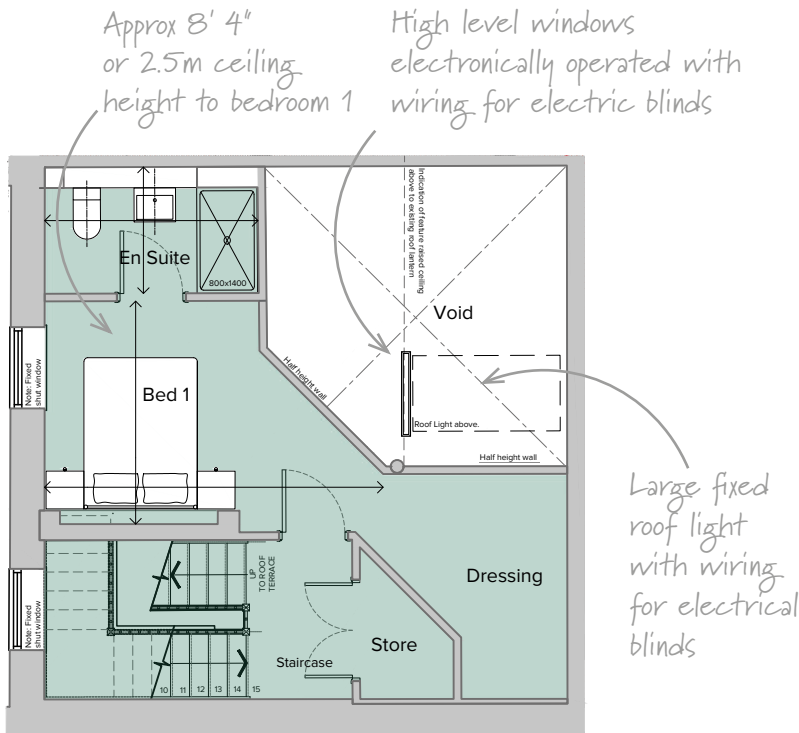 Approx 8' 4"
or 2.5m ceiling
height to bedroom 1
High level windows
electronically operated with
wiring for electric blinds
Indication of feature raised ceiling
above to existing roof lantern
En Suite
800x1400
Void
Note: Fixed
shut window
Bed 1
Half height wall
Roof Light above.
Half height wall
Large fixed
roof light
with wiring
for electrical
blinds
UP
TO ROOF
TERRACE
Dressing
Note: Fixed
shut window
Store
Staircase
10 11 12 13 14 15